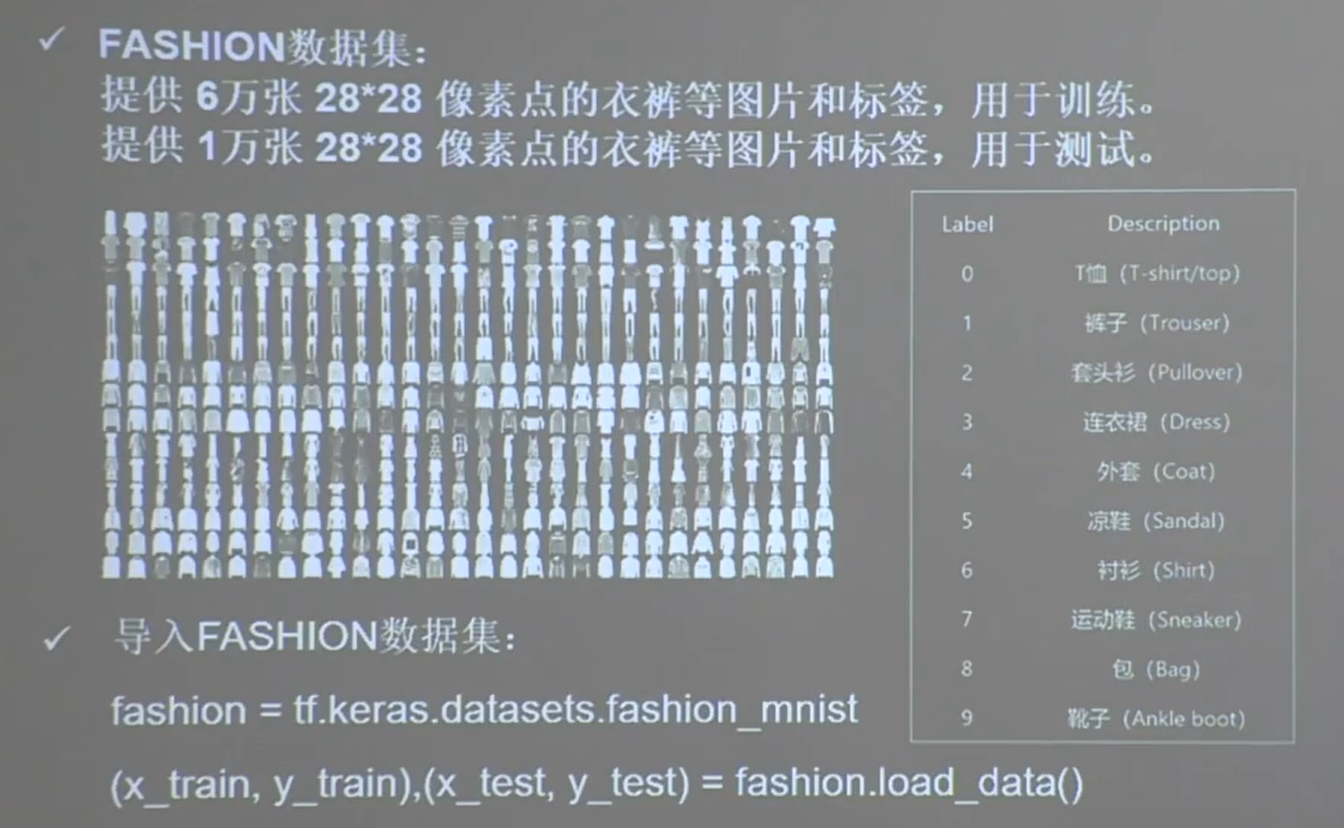 ✓ FASHION数据集：
提供 6万张 28*28 像素点的衣裤等图片和标签，用于训练。
提供 1万张 28*28 像素点的衣裤等图片和标签，用于测试。
Label Description
0 T恤（T-shirt/top）
1 裤子（Trouser）
2 套头衫（Pullover）
3 连衣裙（Dress）
4 外套（Coat）
5 凉鞋（Sandal）
6 衬衫（Shirt）
7 运动鞋（Sneaker）
8 包（Bag）
9 靴子（Ankle boot）
✓ 导入FASHION数据集：
fashion = tf.keras.datasets.fashion_mnist
(x_train, y_train),(x_test, y_test) = fashion.load_data()